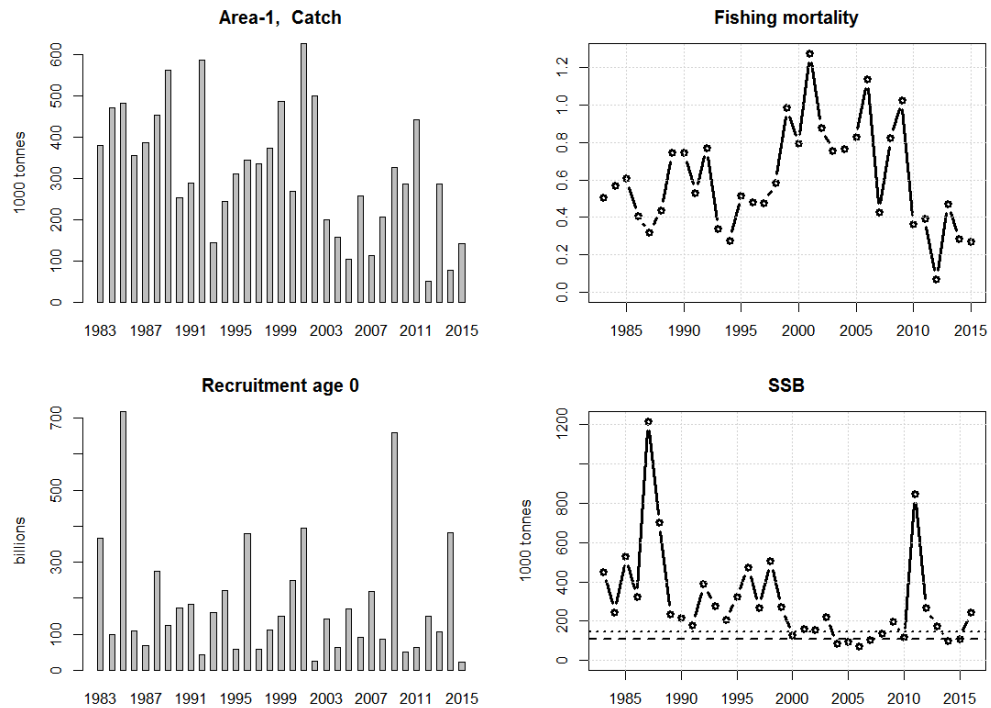 Area-1, Catch
1000 tonnes
600
500
400
300
200
100
0
1983 1987 1991 1995 1999 2003 2007 2011 2015
Fishing mortality
1.2
1.0
0.8
0.6
0.4
0.2
0.0
1985 1990 1995 2000 2005 2010 2015
Recruitment age 0
billions
700
500
300
100
0
1983 1987 1991 1995 1999 2003 2007 2011 2015
SSB
1000 tonnes
1200
800
600
400
200
0
1985 1990 1995 2000 2005 2010 2015